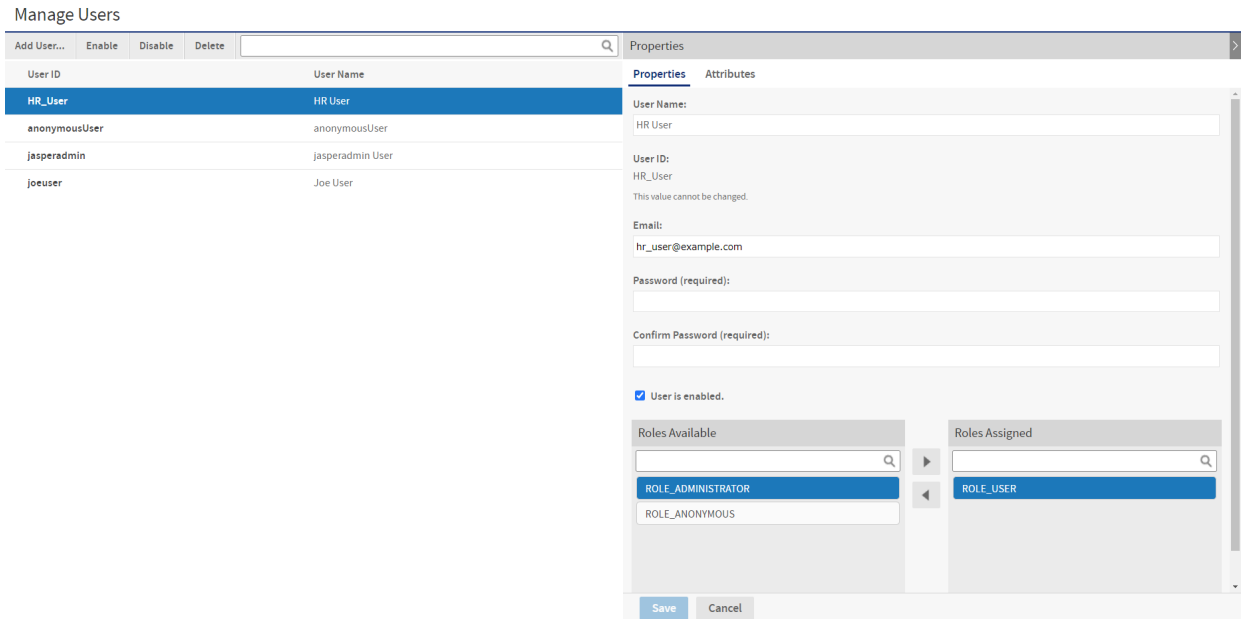 Manage Users
Add User... Enable Disable Delete
User ID User Name
HR_User HR User
anonymousUser anonymousUser
jasperadmin jasperadmin User
joeuser Joe User
Properties
Properties Attributes
User Name:
HR User
User ID:
HR_User
This value cannot be changed.
Email:
hr_user@example.com
Password (required):
Confirm Password (required):
User is enabled.
Roles Available Roles Assigned
ROLE_ADMINISTRATOR ROLE_USER
ROLE_ANONYMOUS
Save Cancel